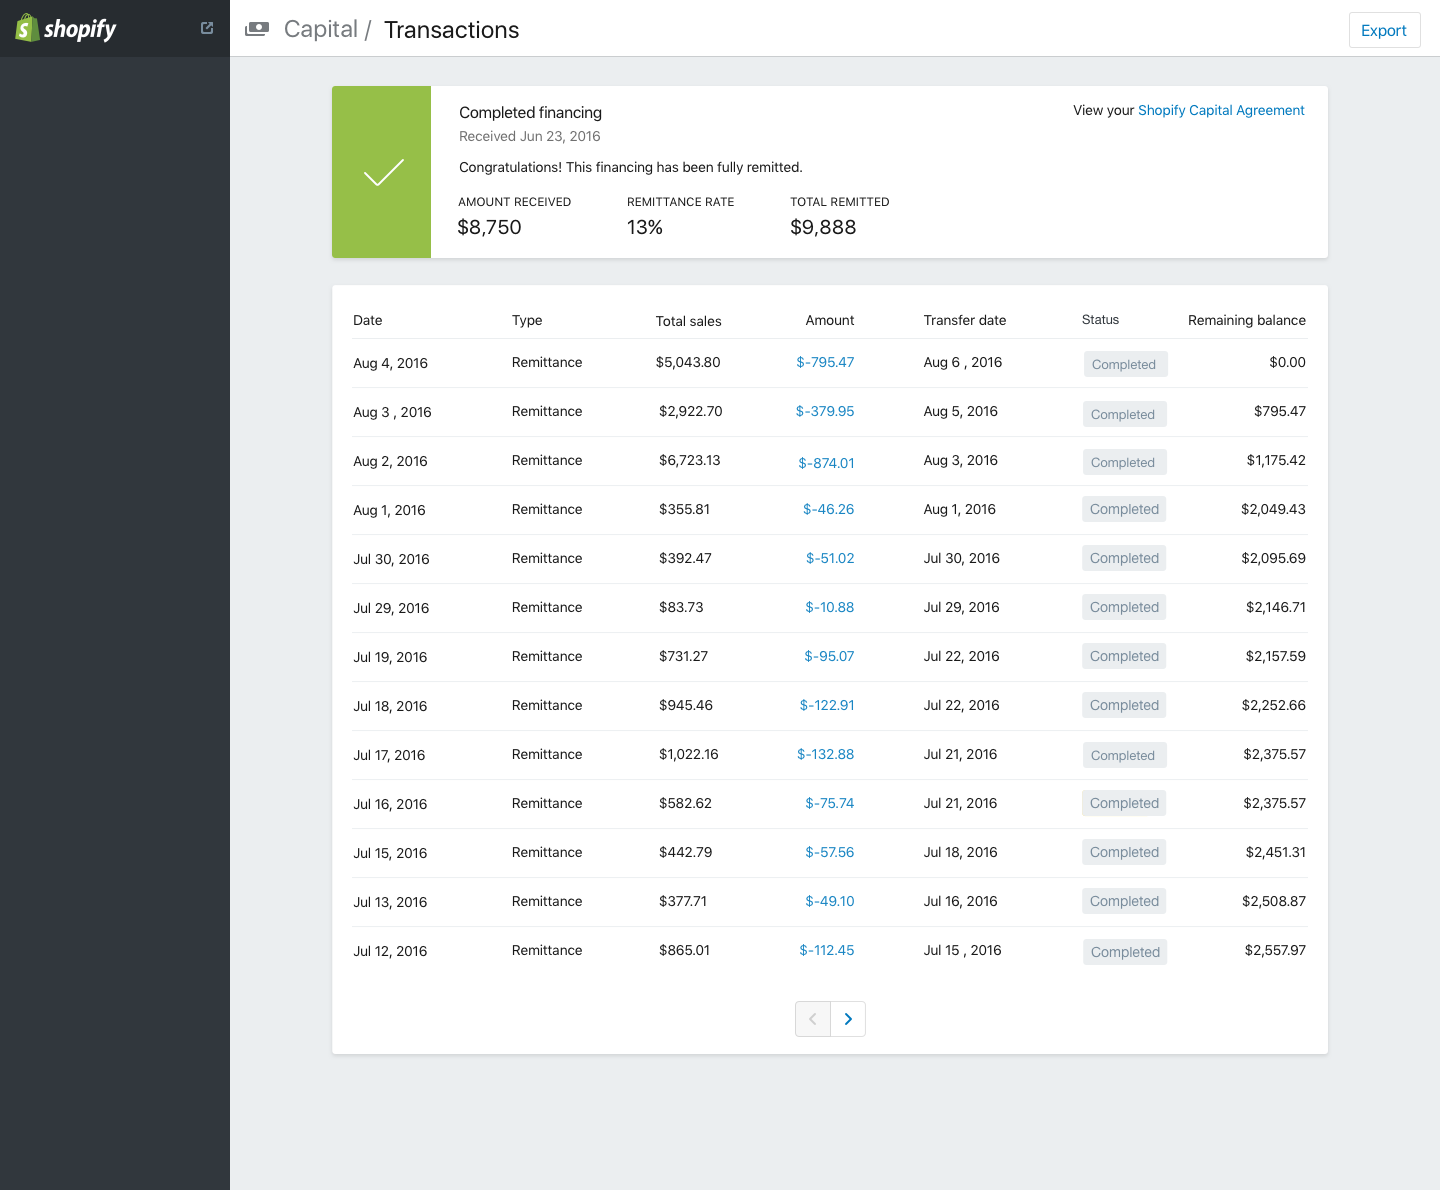 shopify
Capital / Transactions
Export
Completed financing
View your Shopify Capital Agreement
Received Jun 23, 2016
Congratulations! This financing has been fully remitted.
AMOUNT RECEIVED REMITTANCE RATE TOTAL REMITTED
$8,750 13% $9,888
Date Type Total sales Amount Transfer date Status Remaining balance
Aug 4, 2016 Remittance $5,043.80 $-795.47 Aug 6 , 2016 Completed $0.00
Aug 3 , 2016 Remittance $2,922.70 $-379.95 Aug 5, 2016 Completed $795.47
Aug 2, 2016 Remittance $6,723.13 $-874.01 Aug 3, 2016 Completed $1,175.42
Aug 1, 2016 Remittance $355.81 $-46.26 Aug 1, 2016 Completed $2,049.43
Jul 30, 2016 Remittance $392.47 $-51.02 Jul 30, 2016 Completed $2,095.69
Jul 29, 2016 Remittance $83.73 $-10.88 Jul 29, 2016 Completed $2,146.71
Jul 19, 2016 Remittance $731.27 $-95.07 Jul 22, 2016 Completed $2,157.59
Jul 18, 2016 Remittance $945.46 $-122.91 Jul 22, 2016 Completed $2,252.66
Jul 17, 2016 Remittance $1,022.16 $-132.88 Jul 21, 2016 Completed $2,375.57
Jul 16, 2016 Remittance $582.62 $-75.74 Jul 21, 2016 Completed $2,375.57
Jul 15, 2016 Remittance $442.79 $-57.56 Jul 18, 2016 Completed $2,451.31
Jul 13, 2016 Remittance $377.71 $-49.10 Jul 16, 2016 Completed $2,508.87
Jul 12, 2016 Remittance $865.01 $-112.45 Jul 15 , 2016 Completed $2,557.97